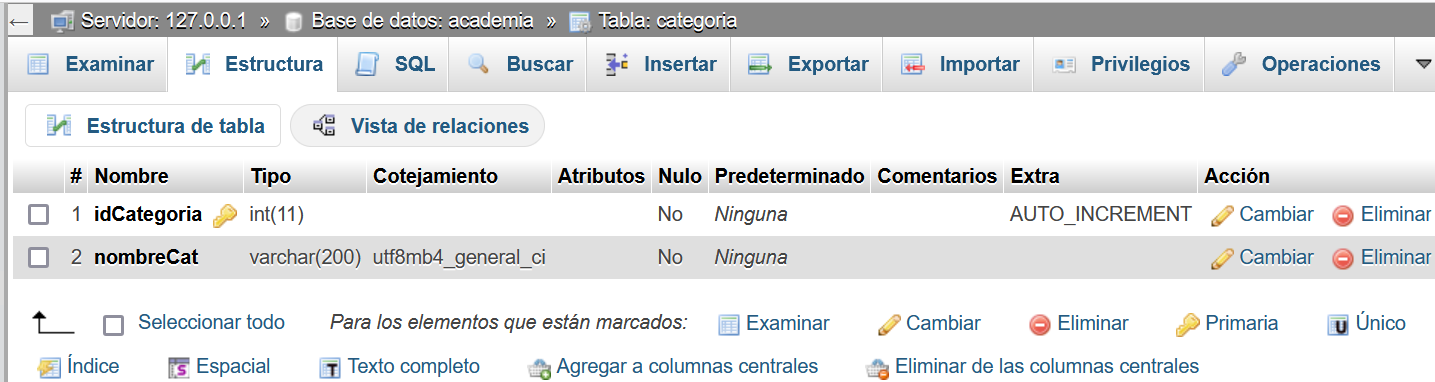 ← Servidor: 127.0.0.1 » Base de datos: academia » Tabla: categoria
Examinar Estructura SQL Buscar Insertar Exportar Importar Privilegios Operaciones
Estructura de tabla Vista de relaciones
# Nombre Tipo Cotejamiento Atributos Nulo Predeterminado Comentarios Extra Acción
1 idCategoria int(11) No Ninguna AUTO_INCREMENT Cambiar Eliminar
2 nombreCat varchar(200) utf8mb4_general_ci No Ninguna Cambiar Eliminar
Seleccionar todo Para los elementos que están marcados: Examinar Cambiar Eliminar Primaria Único
Índice Espacial Texto completo Agregar a columnas centrales Eliminar de las columnas centrales